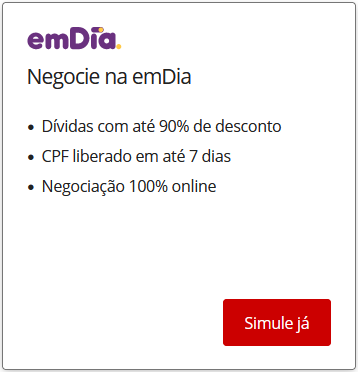 emDia.
Negocie na emDia
• Dívidas com até 90% de desconto
• CPF liberado em até 7 dias
• Negociação 100% online
Simule já